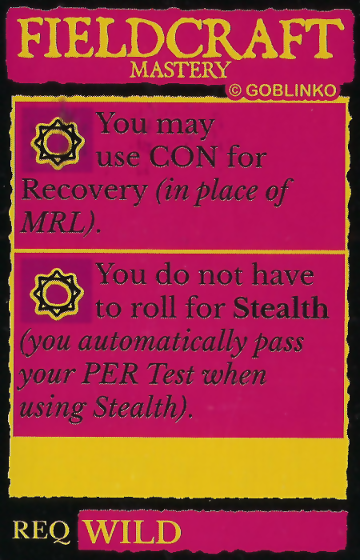 FIELDCRAFT
MASTERY
© GOBLINKO
You may
use CON for
Recovery (in place of
MRL).
You do not have
to roll for Stealth
(you automatically pass
your PER Test when
using Stealth).
REQ WILD